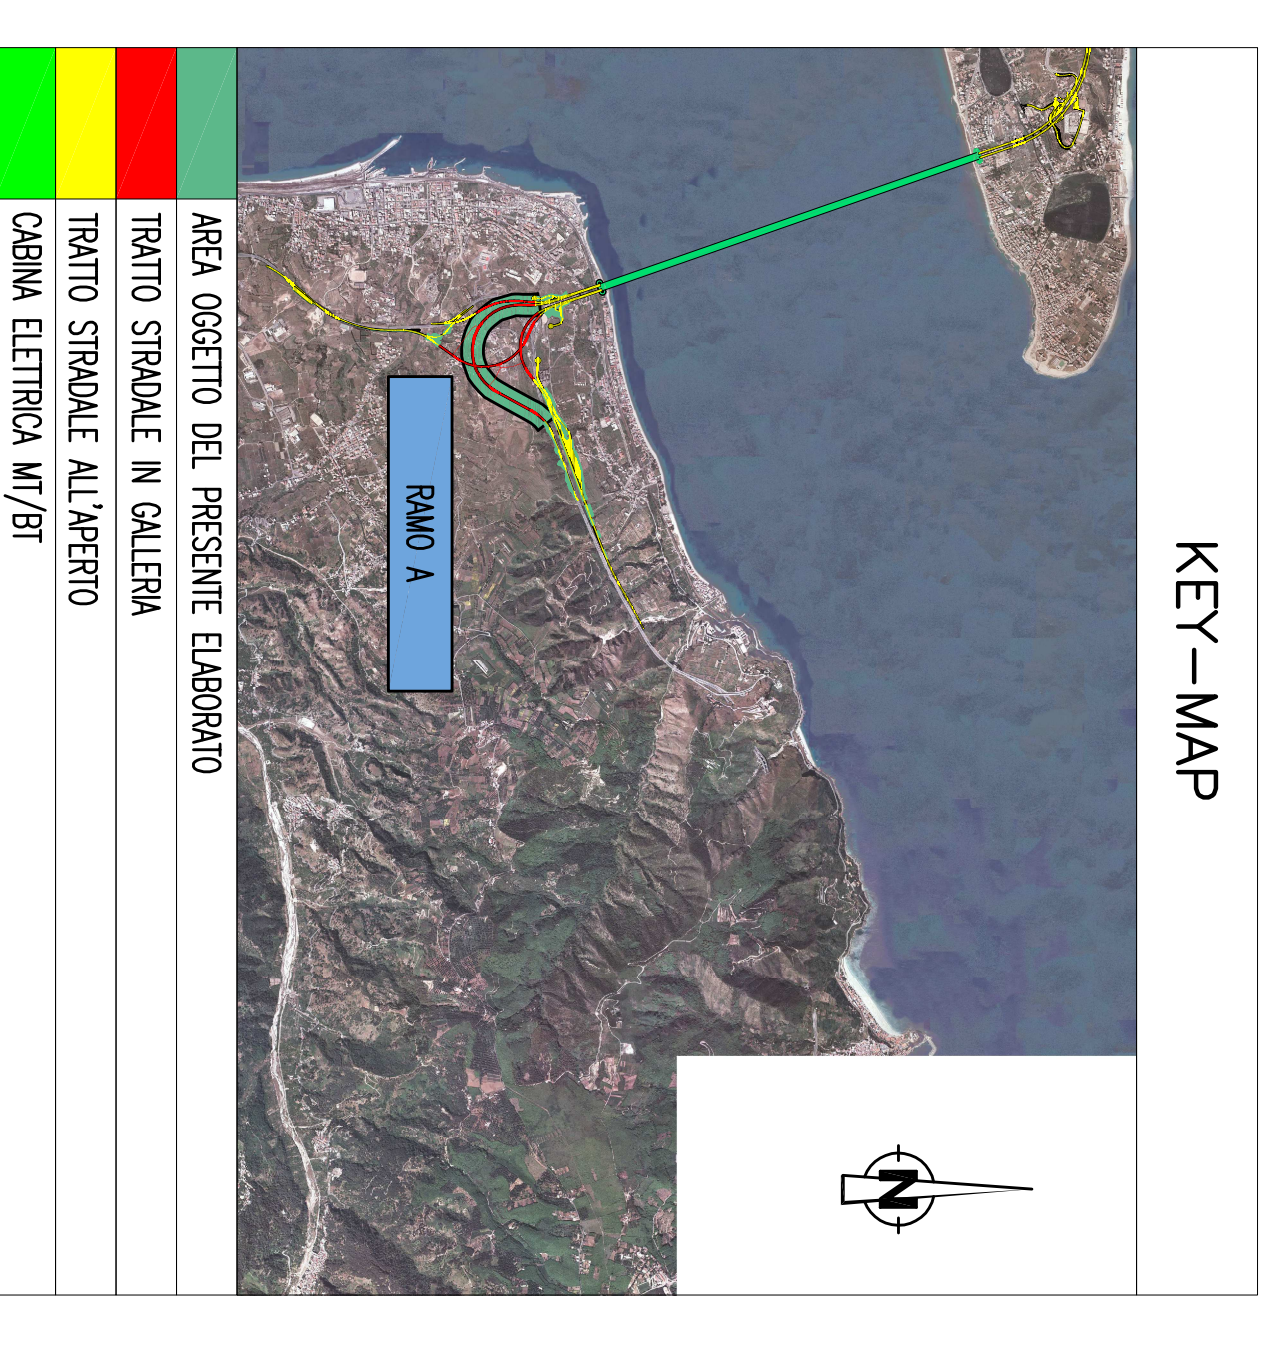 KEY-MAP
N
RAMO A
AREA OGGETTO DEL PRESENTE ELABORATO
TRATTO STRADALE IN GALLERIA
TRATTO STRADALE ALL'APERTO
CABINA ELETTRICA MT/BT